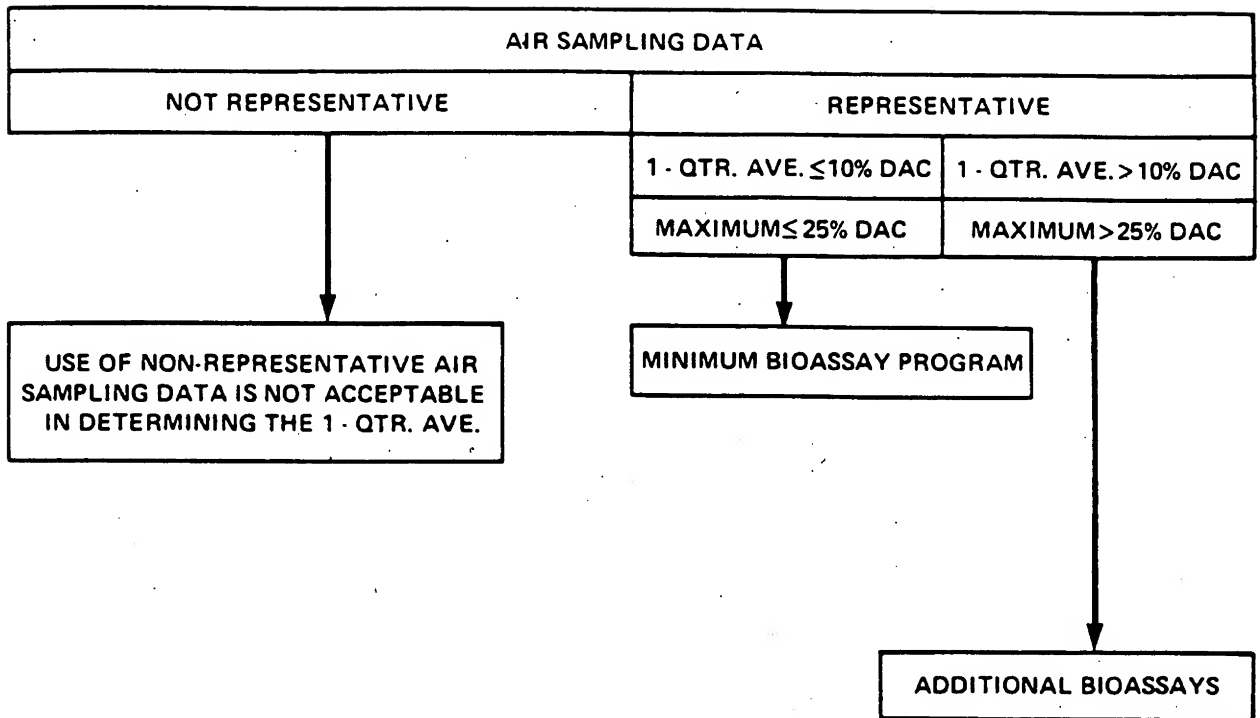 AIR SAMPLING DATA
NOT REPRESENTATIVE
REPRESENTATIVE
1 - QTR. AVE. ≤10% DAC
1 - QTR. AVE. >10% DAC
MAXIMUM≤ 25% DAC
MAXIMUM>25% DAC
USE OF NON-REPRESENTATIVE AIR
SAMPLING DATA IS NOT ACCEPTABLE
IN DETERMINING THE 1 - QTR. AVE.
MINIMUM BIOASSAY PROGRAM
ADDITIONAL BIOASSAYS